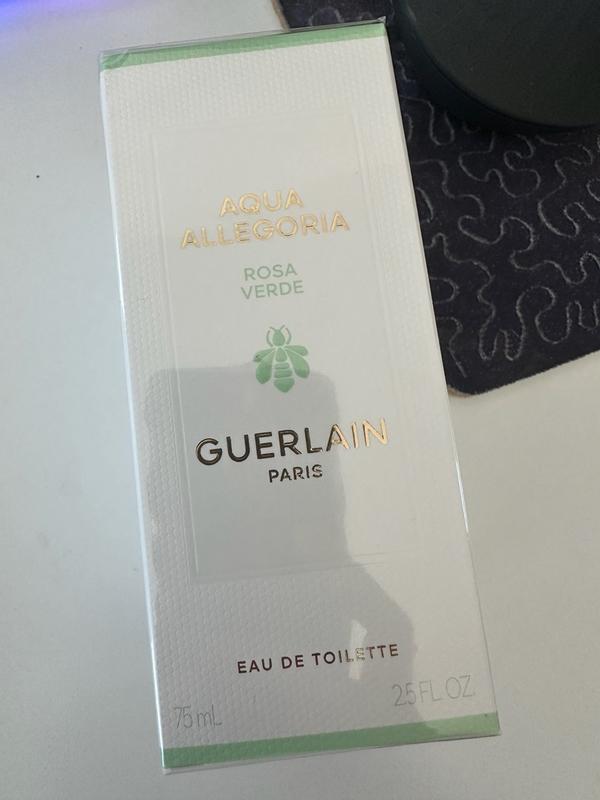 AQUA
ALLEGORIA
ROSA
VERDE
GUERLAIN
PARIS
EAU DE TOILETTE
75 mL 2.5 FL OZ